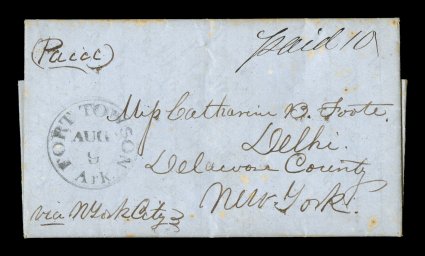 (Paid)
paid 10
Miss Catharine B. Foote.
Delhi.
Delaware County
New York.
FORT TOWSON
AUG
9
Ark.
via N York City